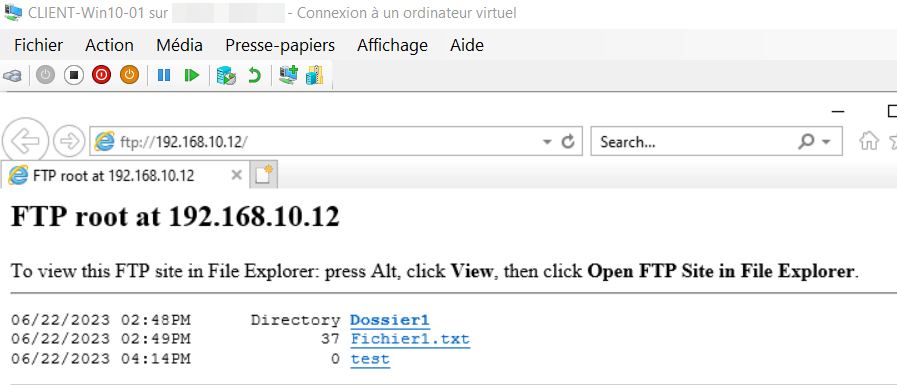 CLIENT-Win10-01 sur - Connexion à un ordinateur virtuel
Fichier Action Média Presse-papiers Affichage Aide
ftp://192.168.10.12/ Search...
FTP root at 192.168.10.12
FTP root at 192.168.10.12
To view this FTP site in File Explorer: press Alt, click View, then click Open FTP Site in File Explorer.
06/22/2023 02:48PM Directory Dossier1
06/22/2023 02:49PM 37 Fichier1.txt
06/22/2023 04:14PM 0 test